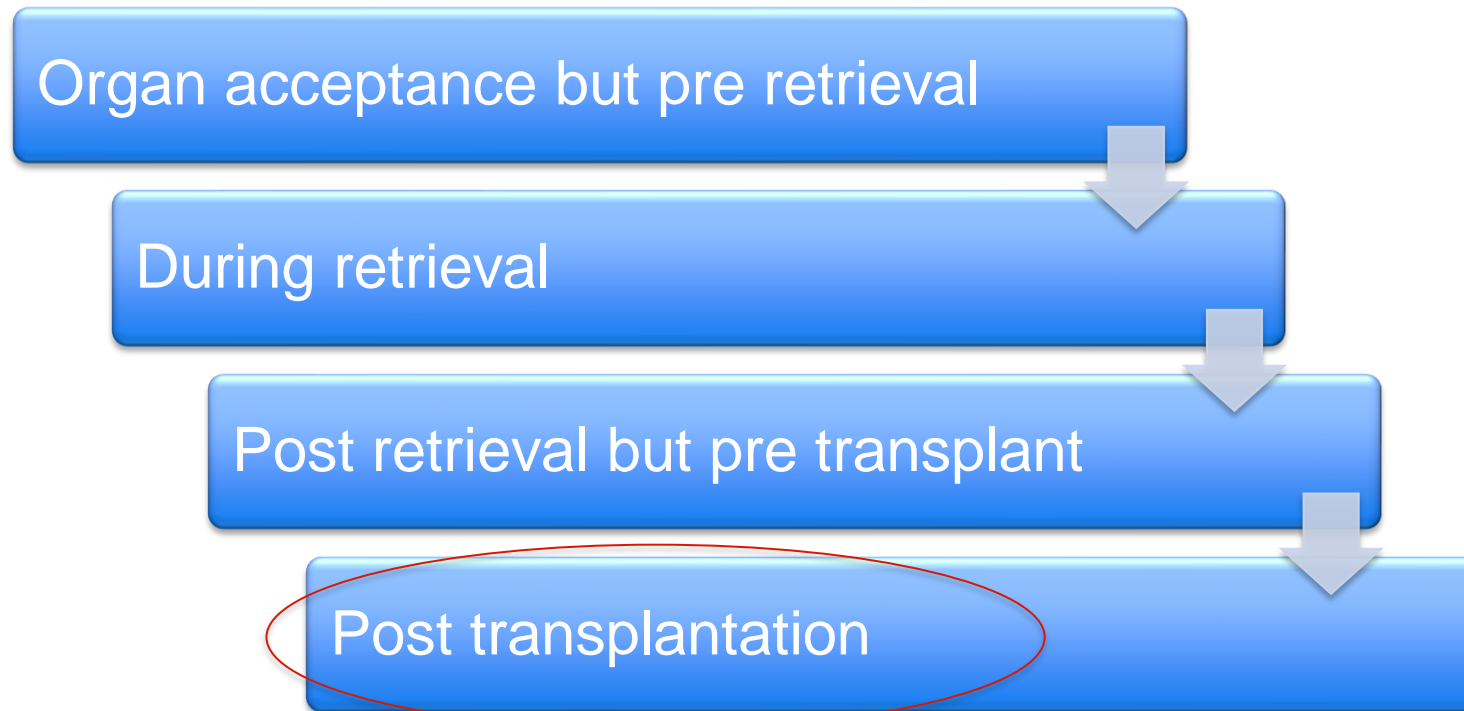 Organ acceptance but pre retrieval
During retrieval
Post retrieval but pre transplant
Post transplantation